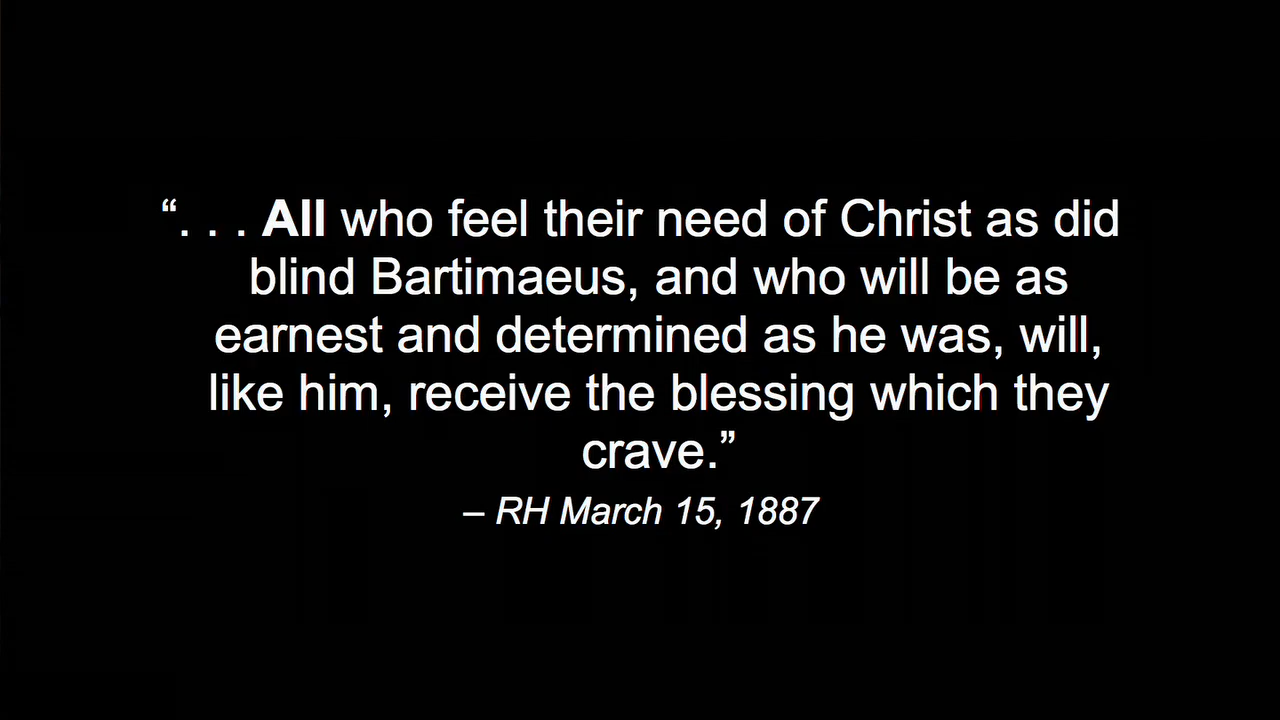 “. . . All who feel their need of Christ as did
blind Bartimaeus, and who will be as
earnest and determined as he was, will,
like him, receive the blessing which they
crave.”
– RH March 15, 1887